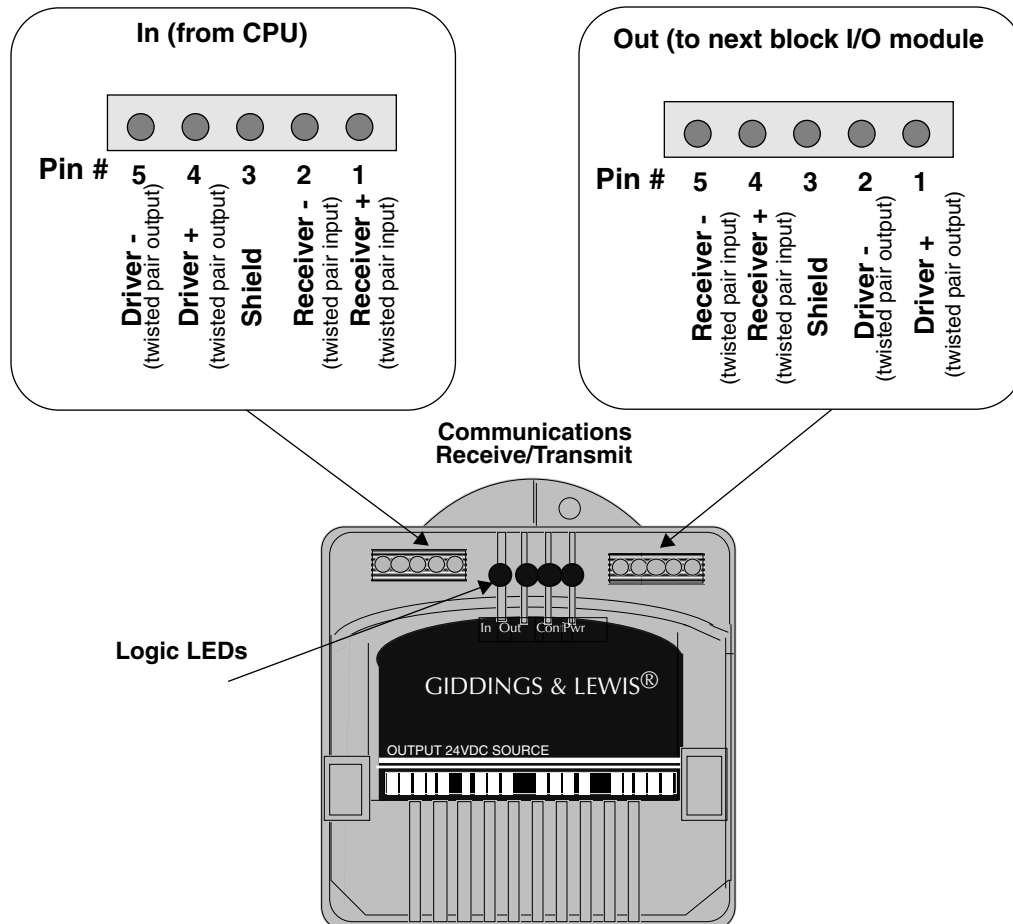 In (from CPU)
Pin # 5 4 3 2 1
Driver -
(twisted pair output)
Driver +
(twisted pair output)
Shield
Receiver -
(twisted pair input)
Receiver +
(twisted pair input)
Out (to next block I/O module
Pin # 5 4 3 2 1
Receiver -
(twisted pair input)
Receiver +
(twisted pair input)
Shield
Driver -
(twisted pair output)
Driver +
(twisted pair output)
Communications
Receive/Transmit
In Out Con Pwr
Logic LEDs
GIDDINGS & LEWIS®
OUTPUT 24VDC SOURCE